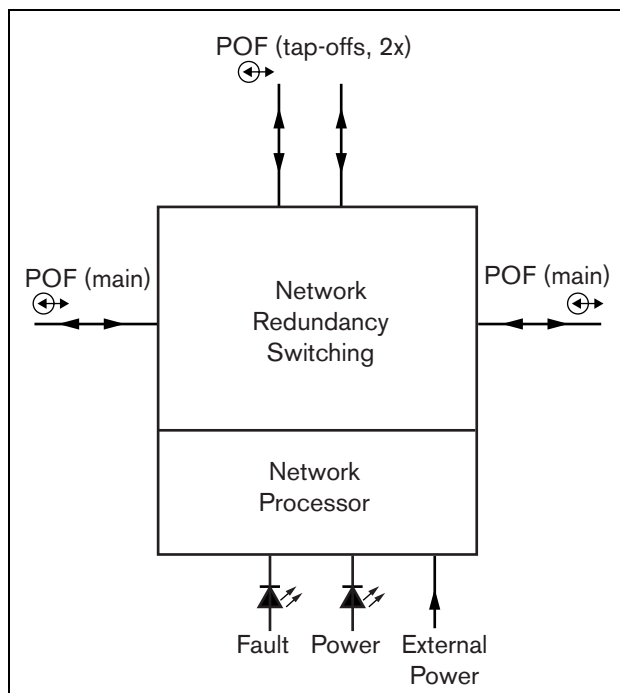 POF (tap-offs, 2x)
POF (main)
POF (main)
Network
Redundancy
Switching
Network
Processor
Fault
Power
External
Power